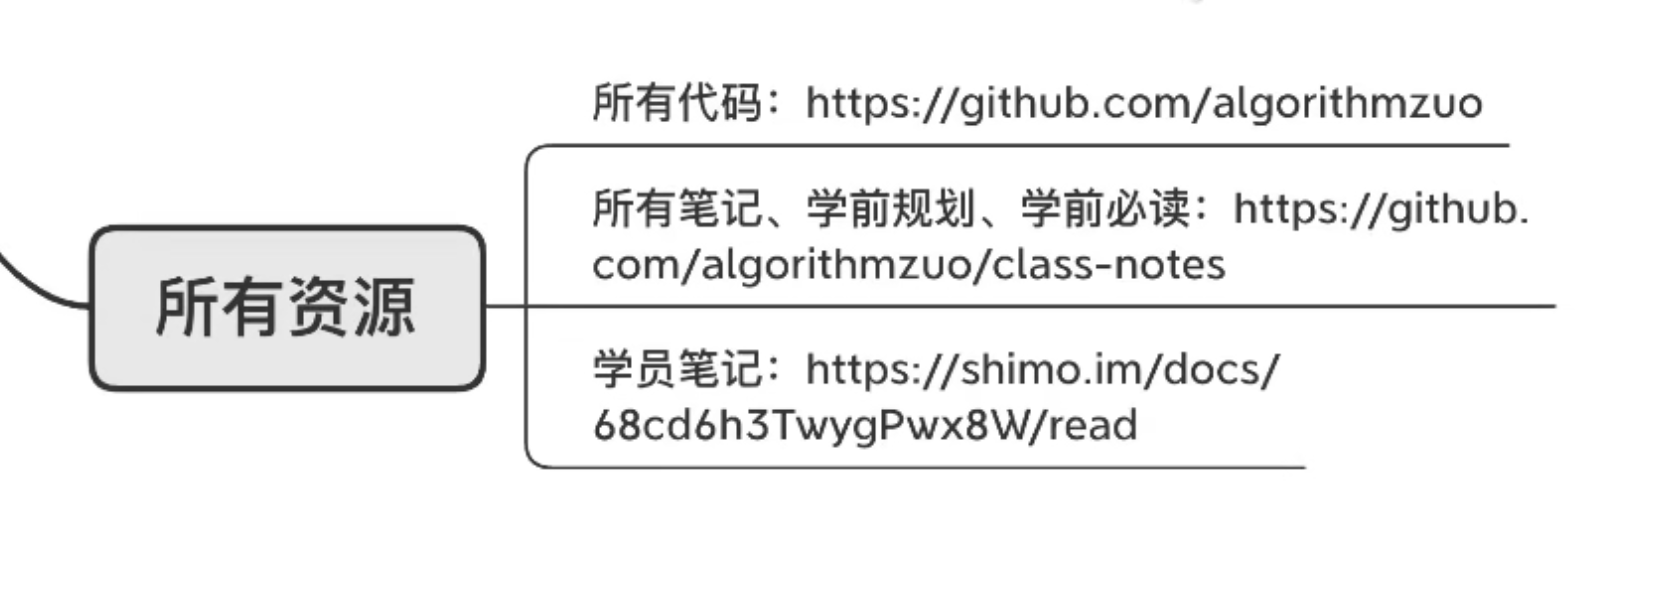 所有资源
所有代码：https://github.com/algorithmzuo
所有笔记、学前规划、学前必读：https://github.
com/algorithmzuo/class-notes
学员笔记：https://shimo.im/docs/
68cd6h3TwygPwx8W/read